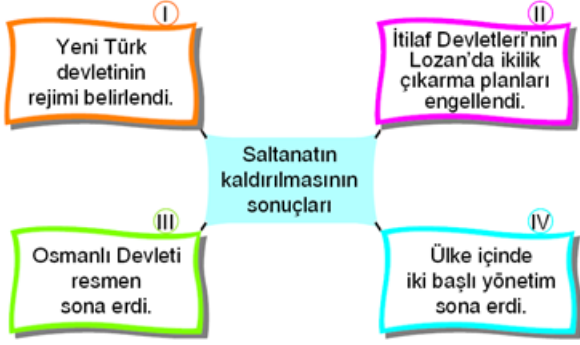 I
Yeni Türk
devletinin
rejimi belirlendi.
II
İtilaf Devletleri'nin
Lozan'da ikilik
çıkarma planları
engellendi.
Saltanatın
kaldırılmasının
sonuçları
III
Osmanlı Devleti
resmen
sona erdi.
IV
Ülke içinde
iki başlı yönetim
sona erdi.